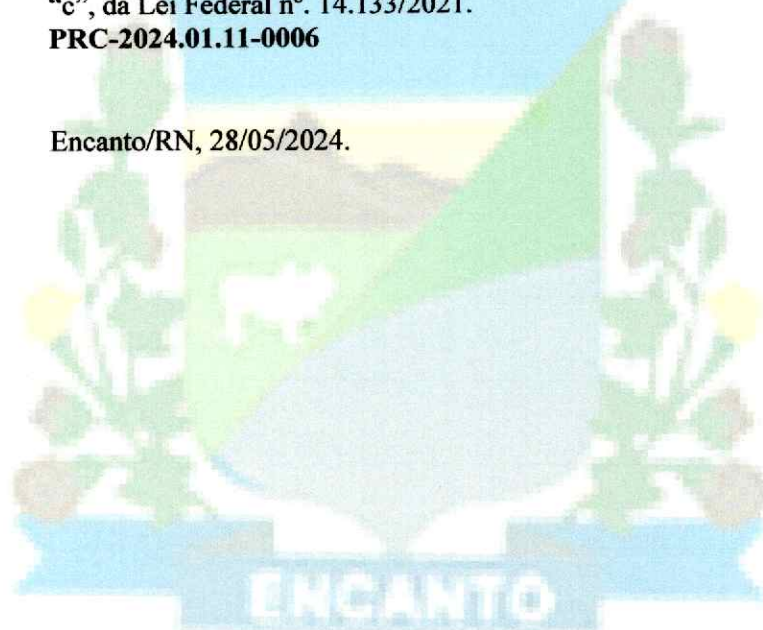 “c”, da Lei Federal nº. 14.133/2021.
PRC-2024.01.11-0006
Encanto/RN, 28/05/2024.
ENCANTO